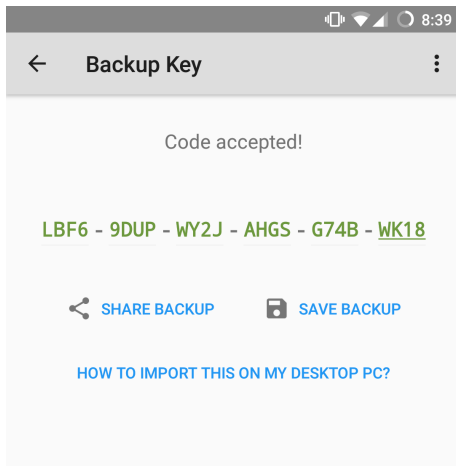 8:39
Backup Key
Code accepted!
LBF6 - 9DUP - WY2J - AHGS - G74B - WK18
SHARE BACKUP SAVE BACKUP
HOW TO IMPORT THIS ON MY DESKTOP PC?